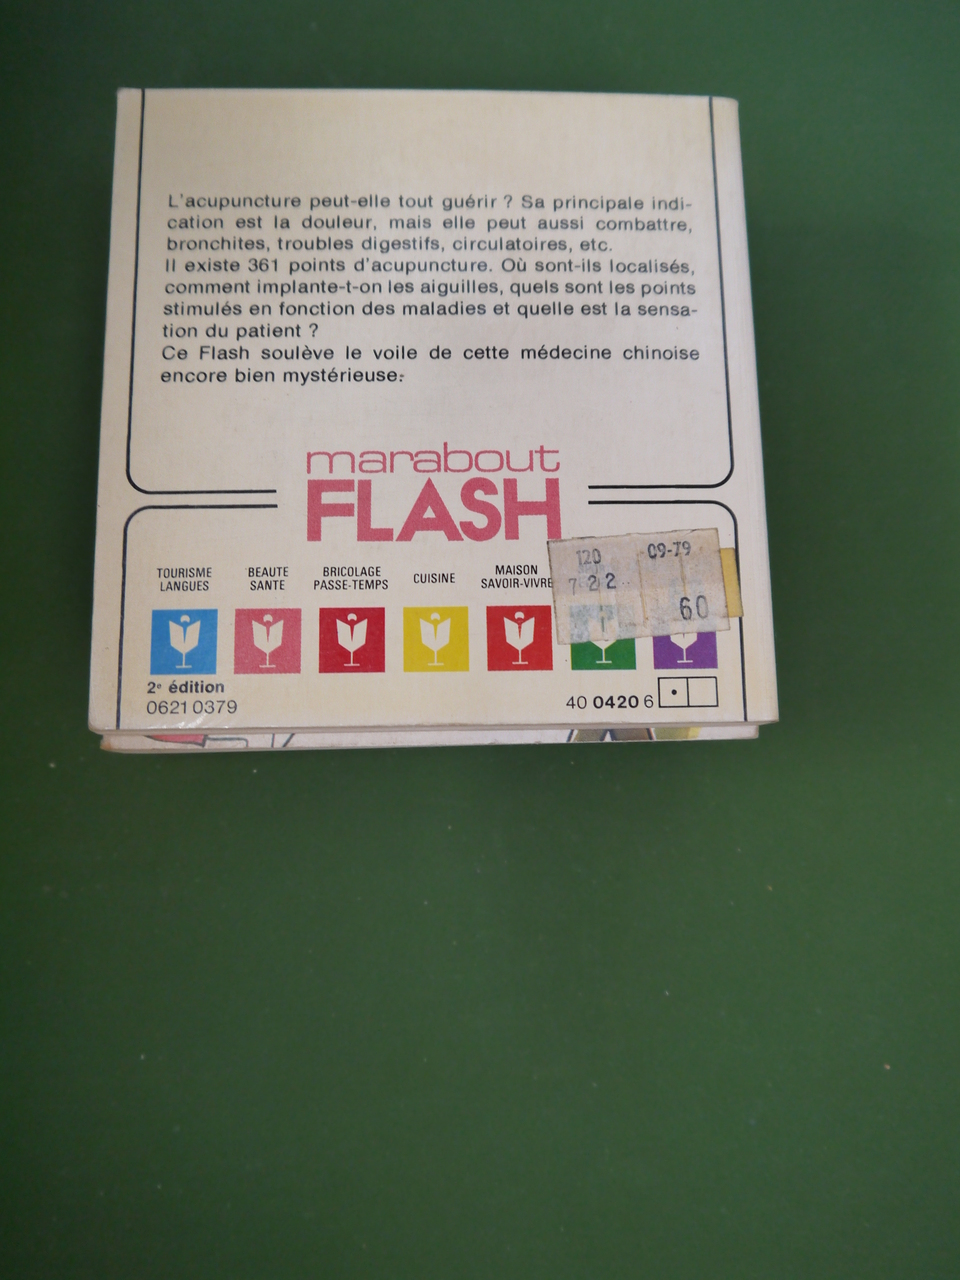 L'acupuncture peut-elle tout guérir ? Sa principale indi-
cation est la douleur, mais elle peut aussi combattre,
bronchites, troubles digestifs, circulatoires, etc.
Il existe 361 points d'acupuncture. Où sont-ils localisés,
comment implante-t-on les aiguilles, quels sont les points
stimulés en fonction des maladies et quelle est la sensa-
tion du patient ?
Ce Flash soulève le voile de cette médecine chinoise
encore bien mystérieuse.
marabout
FLASH
120 09-79
722
60
TOURISME
LANGUES
BEAUTE
SANTE
BRICOLAGE
PASSE-TEMPS
CUISINE
MAISON
SAVOIR-VIVRE
2e édition
0621 0379
40 0420 6